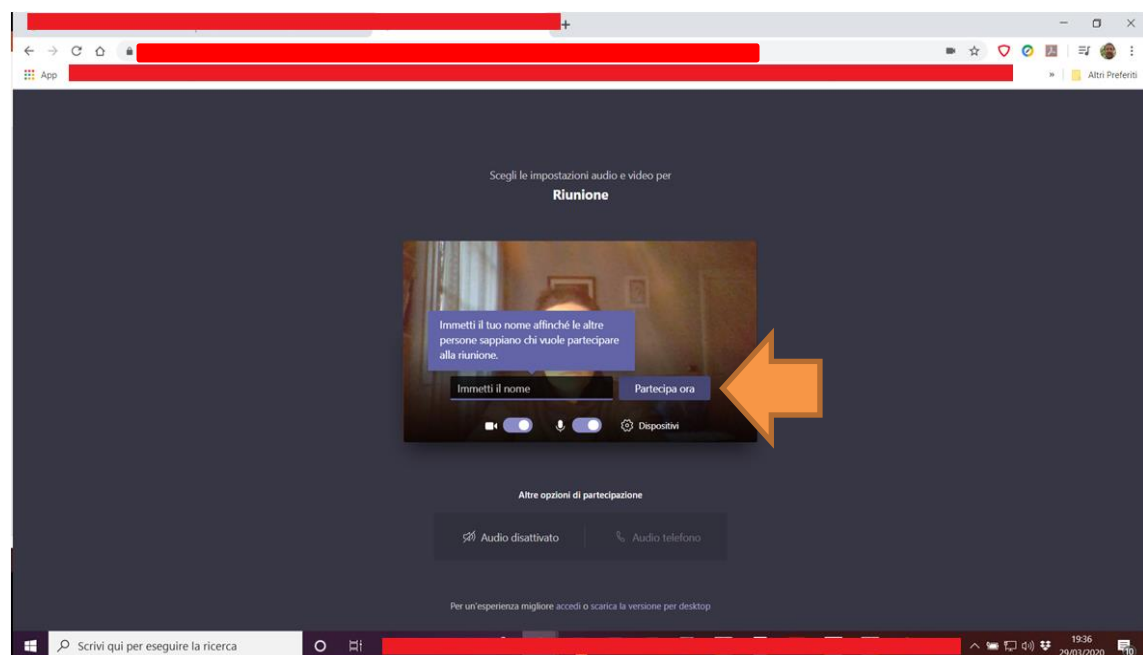 App
Altri Preferiti
Scegli le impostazioni audio e video per
Riunione
Immetti il tuo nome affinché le altre
persone sappiano chi vuole partecipare
alla riunione.
Immetti il nome
Partecipa ora
Dispositivi
Altre opzioni di partecipazione
Audio disattivato
Audio telefono
Per un'esperienza migliore accedi o scarica la versione per desktop
Scrivi qui per eseguire la ricerca
19:36
29/03/2020